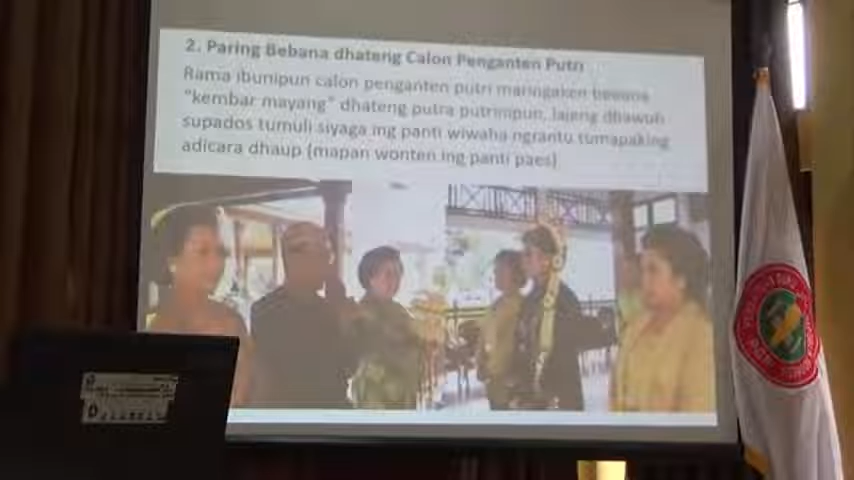 2. Paring Bebana dhateng Calon Penganten Putri
Rama ibunipun calon penganten putri maringaken bebana
"kembar mayang" dhateng putra putrinipun, lajeng dhawuh
supados tumuli siyaga ing panti wiwaha ngrantu tumapaking
adicara dhaup (mapan wonten ing panti paes)